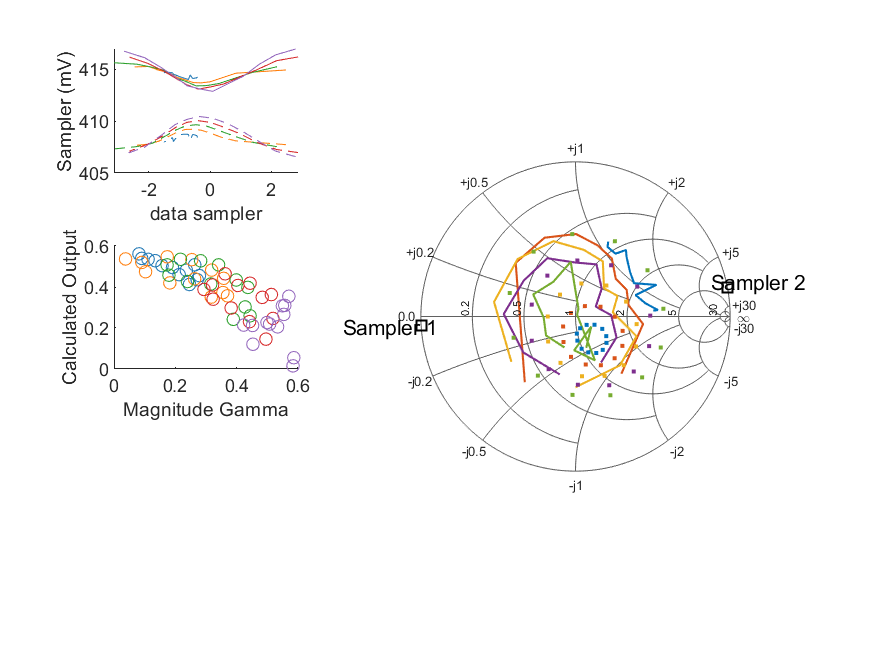 Sampler (mV)
415
410
405
-2
0
2
data sampler
Calculated Output
0.6
0.4
0.2
0
0
0.2
0.4
0.6
Magnitude Gamma
+j1
+j0.5
+j2
+j0.2
+j5
Sampler 2
+j30
0.0
0.2
0.5
1
2
5
30
∞
-j30
Sampler 1
-j0.2
-j5
-j0.5
-j2
-j1